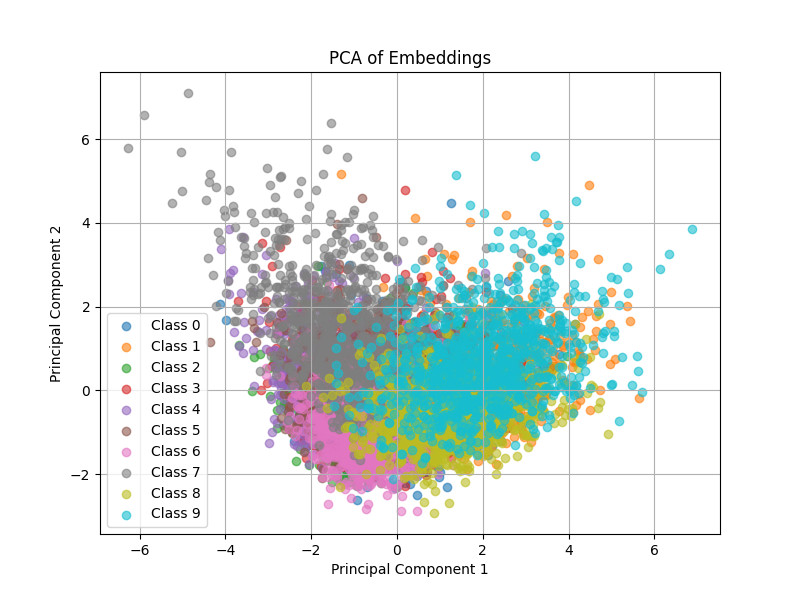 PCA of Embeddings
Principal Component 2
6
4
2
0
−2
Class 0
Class 1
Class 2
Class 3
Class 4
Class 5
Class 6
Class 7
Class 8
Class 9
−6 −4 −2 0 2 4 6
Principal Component 1